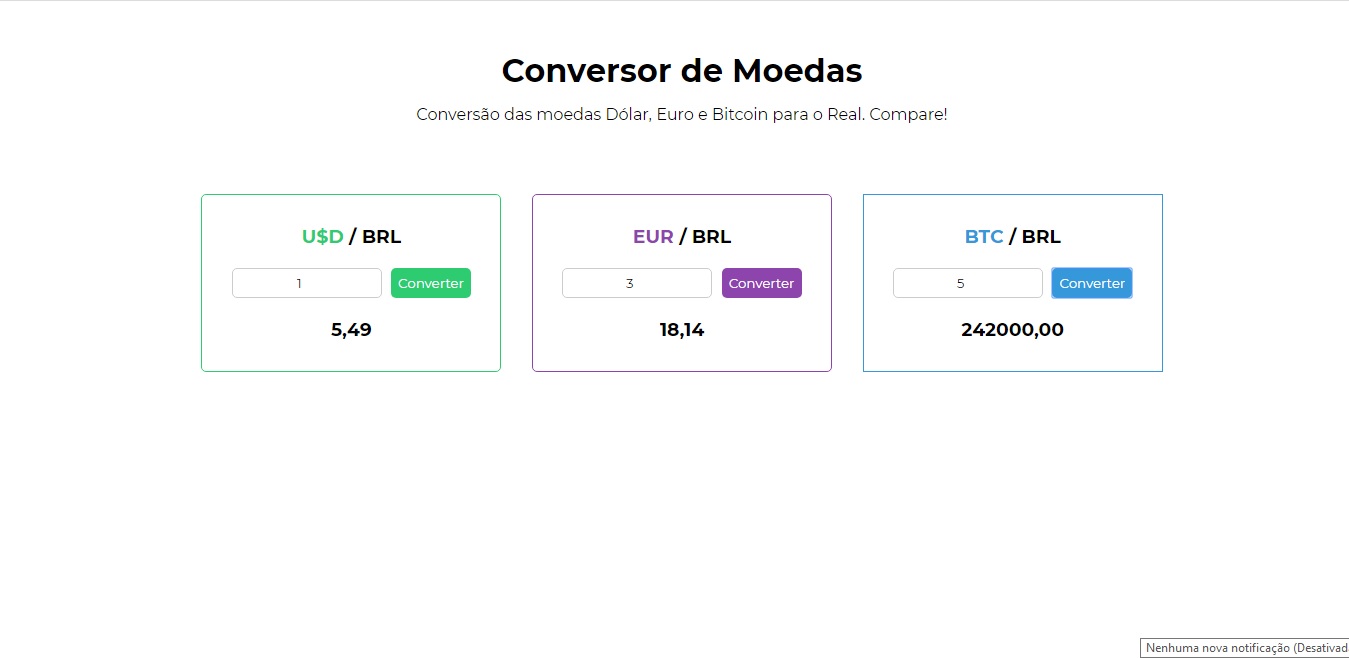 Conversor de Moedas
Conversão das moedas Dólar, Euro e Bitcoin para o Real. Compare!
U$D / BRL
1 Converter
5,49
EUR / BRL
3 Converter
18,14
BTC / BRL
5 Converter
242000,00
Nenhuma nova notificação (Desativad